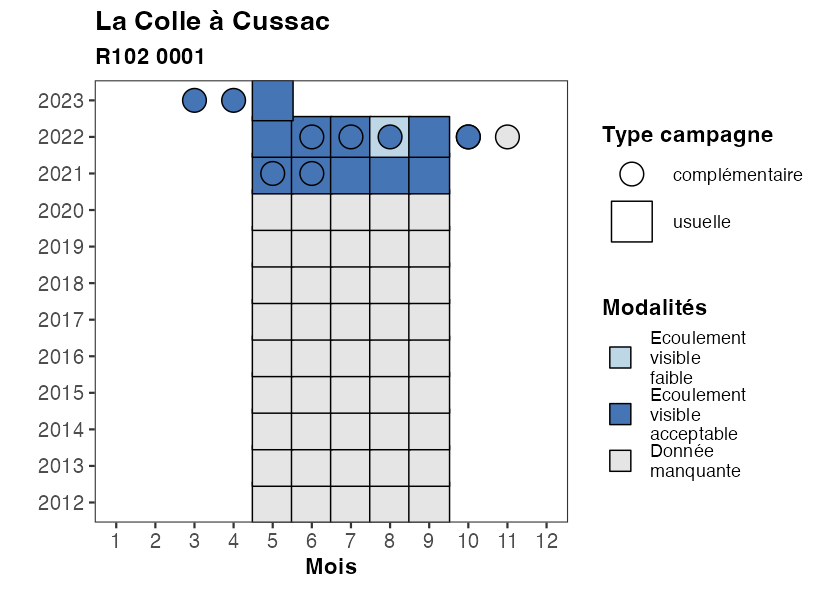 La Colle à Cussac
R102 0001
2023
2022
2021
2020
2019
2018
2017
2016
2015
2014
2013
2012
1 2 3 4 5 6 7 8 9 10 11 12
Mois
Type campagne
complémentaire
usuelle
Modalités
Ecoulement
visible
faible
Ecoulement
visible
acceptable
Donnée
manquante